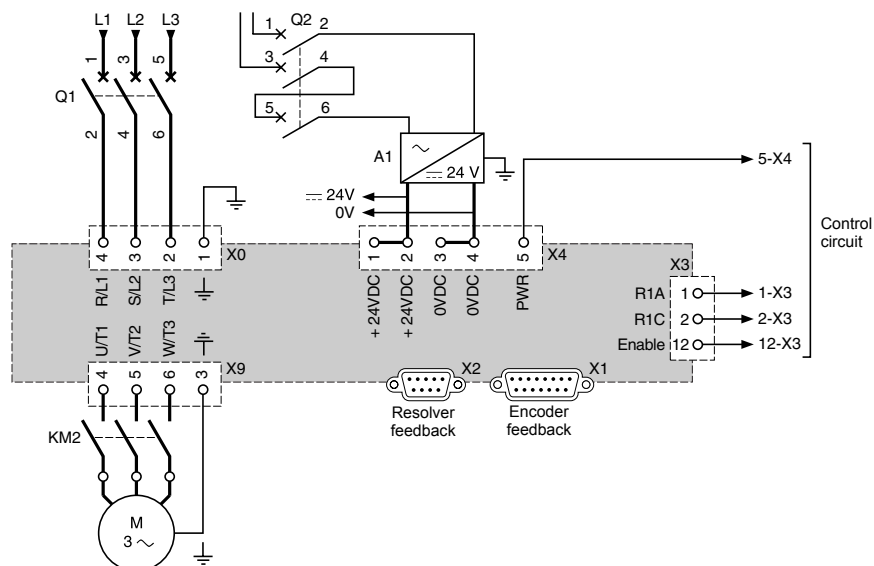 L1 L2 L3
1 3 5
Q1
2 4 6
1 Q2 2
3 4
5 6
A1
24 V
24V
0V
5-X4
Control
circuit
4 3 2 1 X0
R/L1 S/L2 T/L3
1 2 3 4 5 X4
+24VDC +24VDC 0VDC 0VDC PWR
X3
R1A 1 1-X3
R1C 2 2-X3
Enable 12 12-X3
U/T1 V/T2 W/T3
4 5 6 3 X9
X2 X1
Resolver
feedback
Encoder
feedback
KM2
M
3 ~